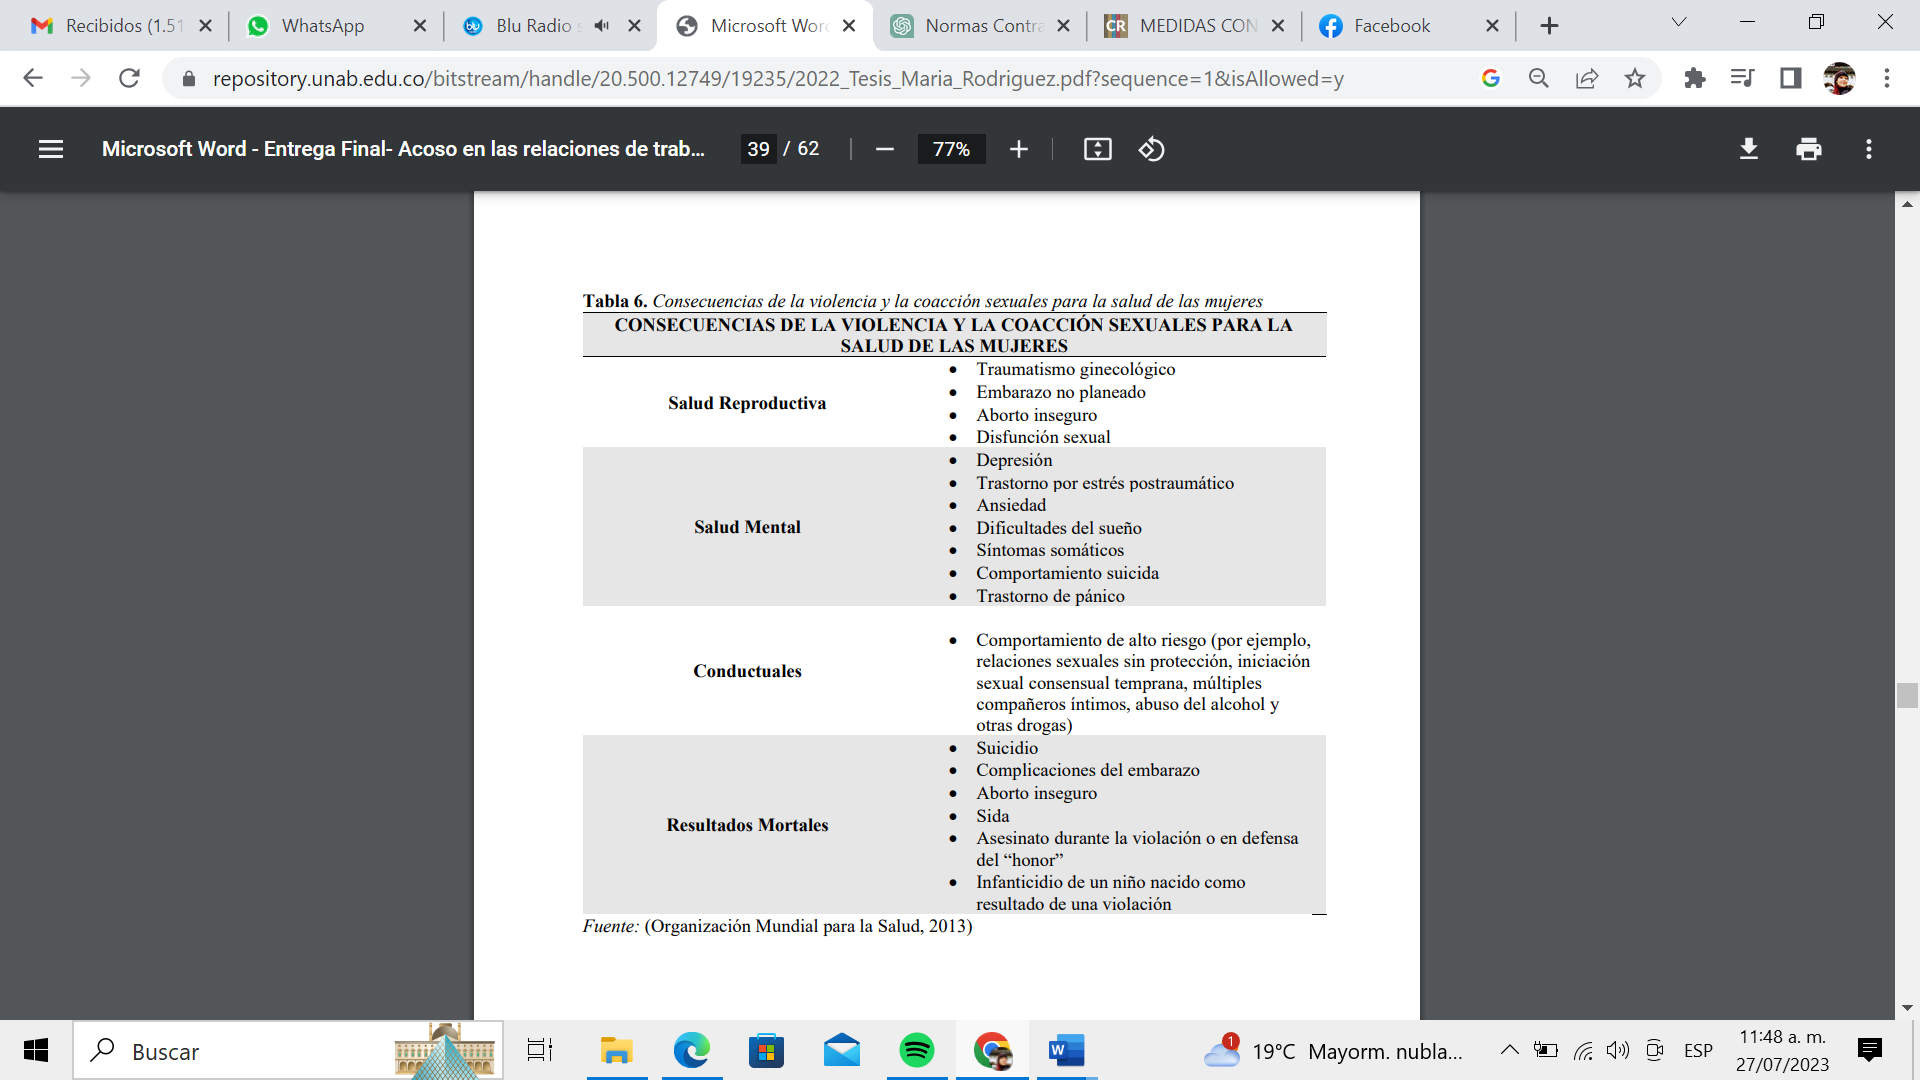 Recibidos (1.51
WhatsApp
Blu Radio s
Microsoft Word
Normas Contra
MEDIDAS CON
Facebook
repository.unab.edu.co/bitstream/handle/20.500.12749/19235/2022_Tesis_Maria_Rodriguez.pdf?sequence=1&isAllowed=y
Microsoft Word - Entrega Final- Acoso en las relaciones de trab...
39 / 62
77%
Tabla 6. Consecuencias de la violencia y la coacción sexuales para la salud de las mujeres
CONSECUENCIAS DE LA VIOLENCIA Y LA COACCIÓN SEXUALES PARA LA
SALUD DE LAS MUJERES
Salud Reproductiva
• Traumatismo ginecológico
• Embarazo no planeado
• Aborto inseguro
• Disfunción sexual
Salud Mental
• Depresión
• Trastorno por estrés postraumático
• Ansiedad
• Dificultades del sueño
• Síntomas somáticos
• Comportamiento suicida
• Trastorno de pánico
Conductuales
• Comportamiento de alto riesgo (por ejemplo,
relaciones sexuales sin protección, iniciación
sexual consensual temprana, múltiples
compañeros íntimos, abuso del alcohol y
otras drogas)
Resultados Mortales
• Suicidio
• Complicaciones del embarazo
• Aborto inseguro
• Sida
• Asesinato durante la violación o en defensa
del “honor”
• Infanticidio de un niño nacido como
resultado de una violación
Fuente: (Organización Mundial para la Salud, 2013)
Buscar
1
19°C Mayorm. nubla...
ESP
11:48 a. m.
27/07/2023